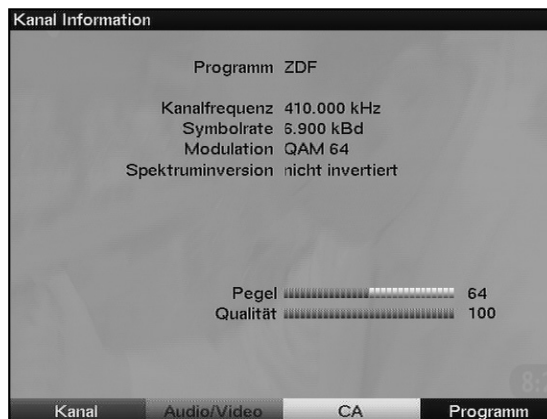 Kanal Information
Programm ZDF
Kanalfrequenz 410.000 kHz
Symbolrate 6.900 kBd
Modulation QAM 64
Spektruminversion nicht invertiert
Pegel 64
Qualität 100
Kanal Audio/Video CA Programm